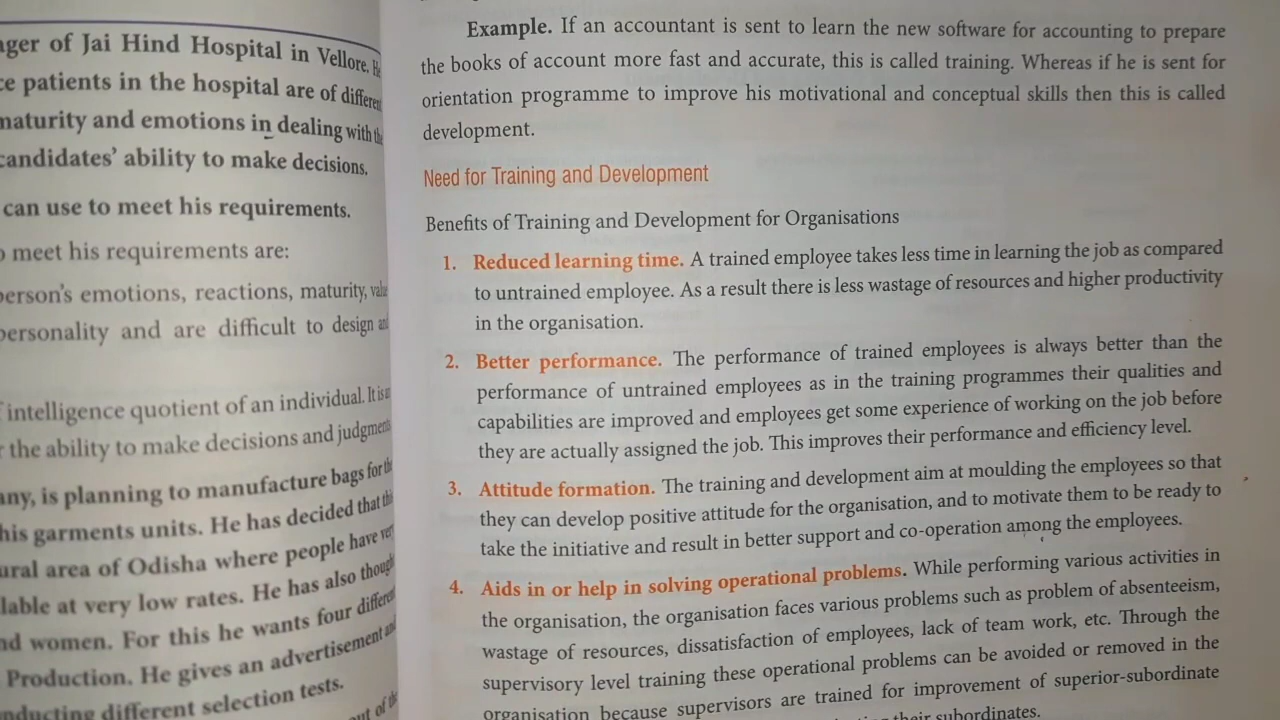 ager of Jai Hind Hospital in Vellore. He
ce patients in the hospital are of different
maturity and emotions in dealing with the
candidates' ability to make decisions.
can use to meet his requirements.
o meet his requirements are:
person's emotions, reactions, maturity,
personality and are difficult to design
intelligence quotient of an individual. It is
the ability to make decisions and judgments
any, is planning to manufacture bags for
his garments units. He has decided that
ural area of Odisha where people have
lable at very low rates. He has also
nd women. For this he wants four different
Production. He gives an advertisement
nducting different selection tests.
out of
Example. If an accountant is sent to learn the new software for accounting to prepare
the books of account more fast and accurate, this is called training. Whereas if he is sent for
orientation programme to improve his motivational and conceptual skills then this is called
development.
Need for Training and Development
Benefits of Training and Development for Organisations
1. Reduced learning time. A trained employee takes less time in learning the job as compared
to untrained employee. As a result there is less wastage of resources and higher productivity
in the organisation.
2. Better performance. The performance of trained employees is always better than the
performance of untrained employees as in the training programmes their qualities and
capabilities are improved and employees get some experience of working on the job before
they are actually assigned the job. This improves their performance and efficiency level.
3. Attitude formation. The training and development aim at moulding the employees so that
they can develop positive attitude for the organisation, and to motivate them to be ready to
take the initiative and result in better support and co-operation among the employees.
4. Aids in or help in solving operational problems. While performing various activities in
the organisation, the organisation faces various problems such as problem of absenteeism,
wastage of resources, dissatisfaction of employees, lack of team work, etc. Through the
supervisory level training these operational problems can be avoided or removed in the
organisation because supervisors are trained for improvement of superior-subordinate
their subordinates.